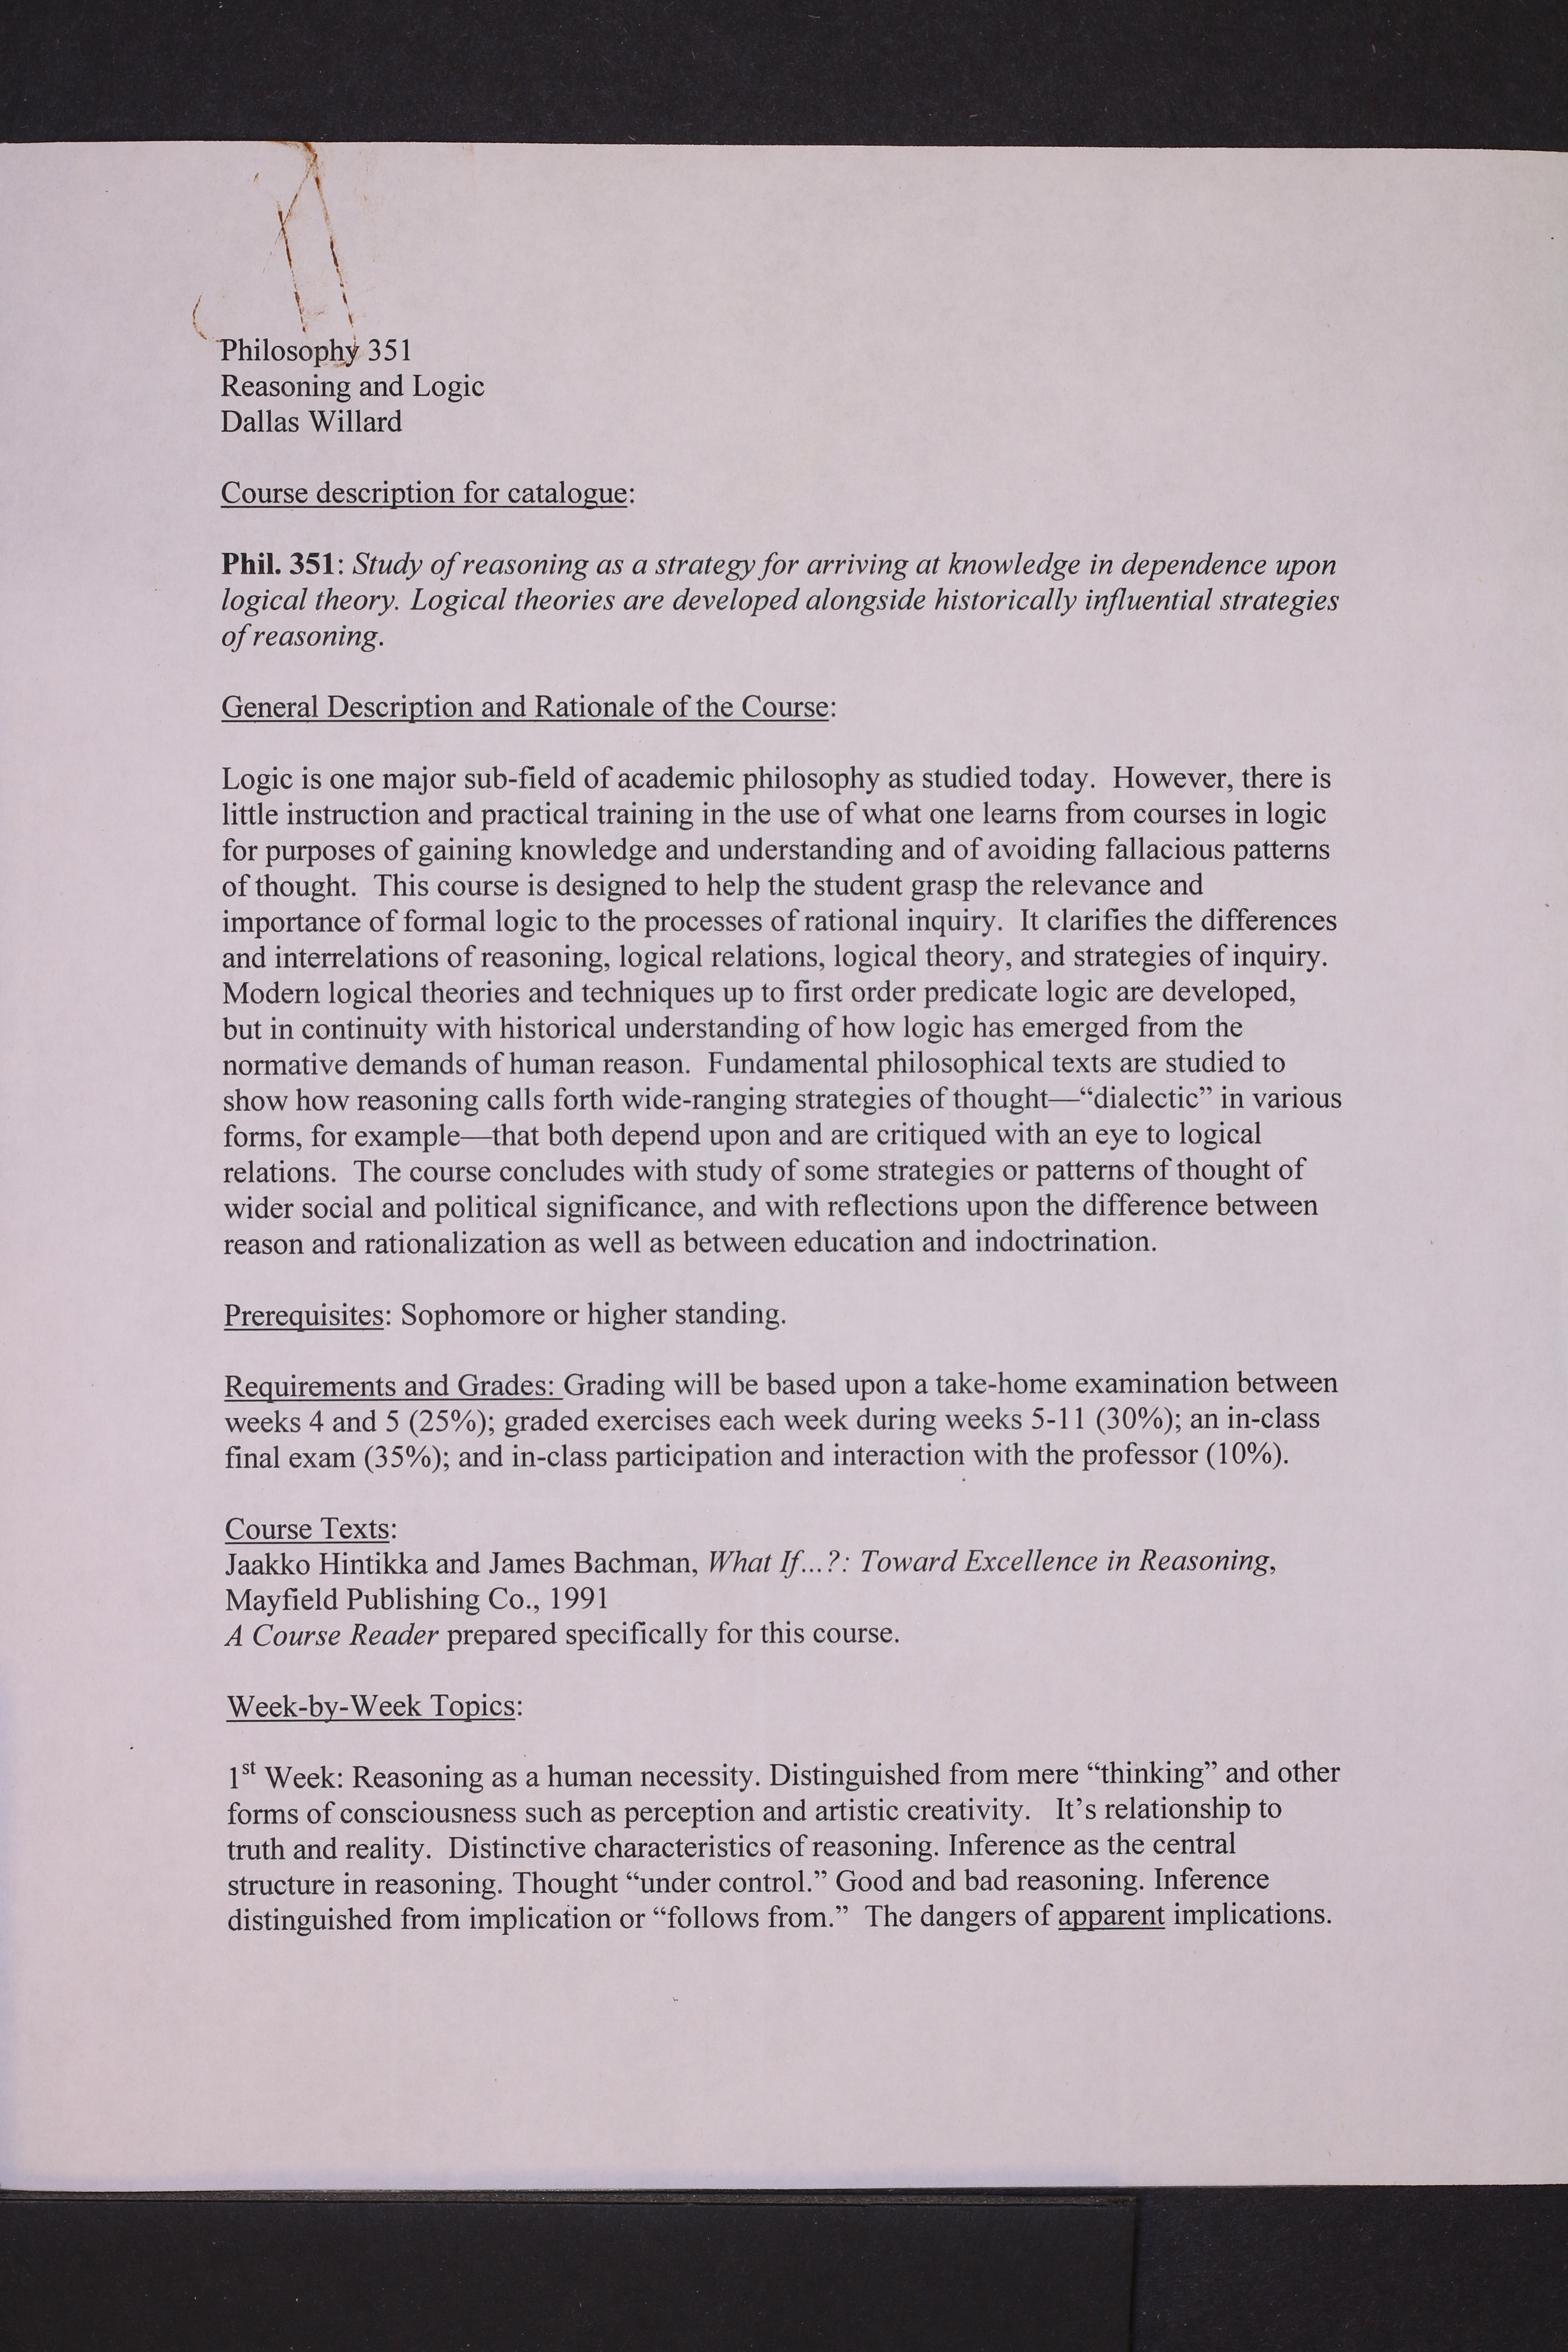 Philosophy 351
Reasoning and Logic
Dallas Willard
Course description for catalogue:
Phil. 351: Study of reasoning as a strategy for arriving at knowledge in dependence upon
logical theory. Logical theories are developed alongside historically influential strategies
of reasoning.
General Description and Rationale of the Course:
Logic is one major sub-field of academic philosophy as studied today. However, there is
little instruction and practical training in the use of what one learns from courses in logic
for purposes of gaining knowledge and understanding and of avoiding fallacious patterns
of thought. This course is designed to help the student grasp the relevance and
importance of formal logic to the processes of rational inquiry. It clarifies the differences
and interrelations of reasoning, logical relations, logical theory, and strategies of inquiry.
Modern logical theories and techniques up to first order predicate logic are developed,
but in continuity with historical understanding of how logic has emerged from the
normative demands of human reason. Fundamental philosophical texts are studied to
show how reasoning calls forth wide-ranging strategies of thought—“dialectic” in various
forms, for example—that both depend upon and are critiqued with an eye to logical
relations. The course concludes with study of some strategies or patterns of thought of
wider social and political significance, and with reflections upon the difference between
reason and rationalization as well as between education and indoctrination.
Prerequisites: Sophomore or higher standing.
Requirements and Grades: Grading will be based upon a take-home examination between
weeks 4 and 5 (25%); graded exercises each week during weeks 5-11 (30%); an in-class
final exam (35%); and in-class participation and interaction with the professor (10%).
Course Texts:
Jaakko Hintikka and James Bachman, What If...?: Toward Excellence in Reasoning,
Mayfield Publishing Co., 1991
A Course Reader prepared specifically for this course.
Week-by-Week Topics:
1st Week: Reasoning as a human necessity. Distinguished from mere “thinking” and other
forms of consciousness such as perception and artistic creativity. It’s relationship to
truth and reality. Distinctive characteristics of reasoning. Inference as the central
structure in reasoning. Thought “under control.” Good and bad reasoning. Inference
distinguished from implication or “follows from.” The dangers of apparent implications.